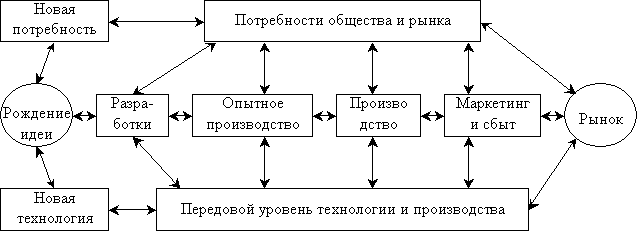 Новая
потребность
Потребности общества и рынка
Рождение
идеи
Разра-
ботки
Опытное
производство
Произво
дство
Маркетинг
и сбыт
Рынок
Новая
технология
Передовой уровень технологии и производства